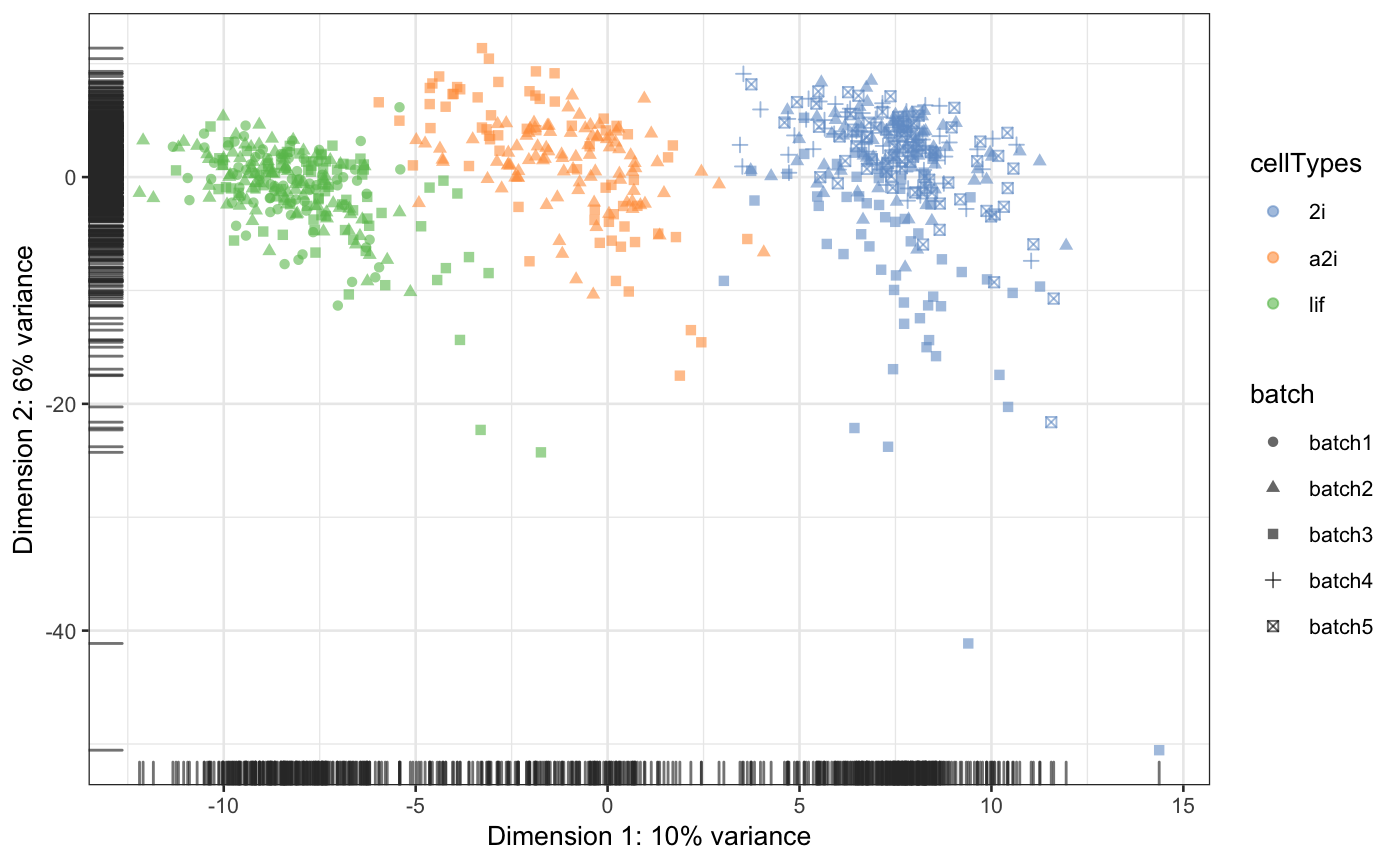 Dimension 2: 6% variance
0
-20
-40
-10
-5
0
5
10
15
Dimension 1: 10% variance
cellTypes
2i
a2i
lif
batch
batch1
batch2
batch3
batch4
batch5